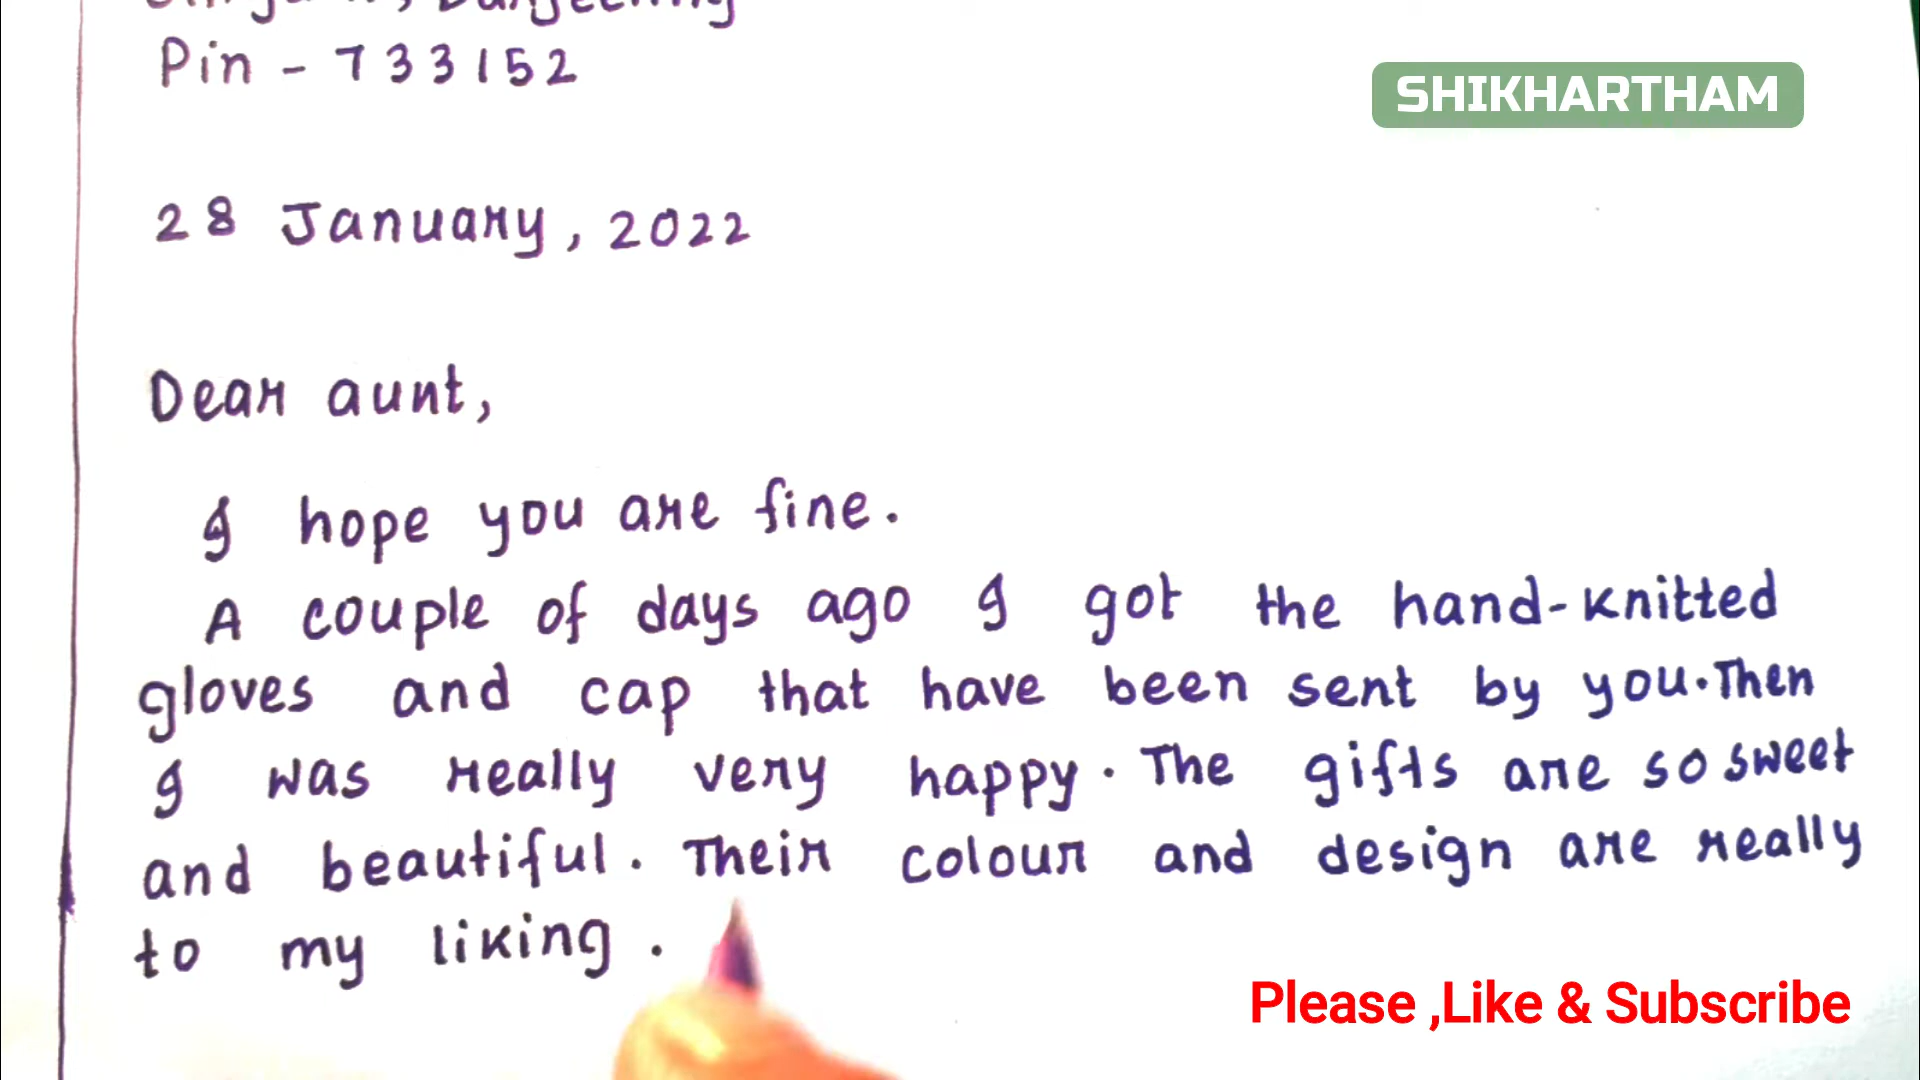 Pin - 733152
SHIKHARTHAM
28 January, 2022
Dear aunt,
I hope you are fine.
A couple of days ago I got the hand-knitted
gloves and cap that have been sent by you. Then
I was really very happy. The gifts are so sweet
and beautiful. Their colour and design are really
to my liking.
Please ,Like & Subscribe